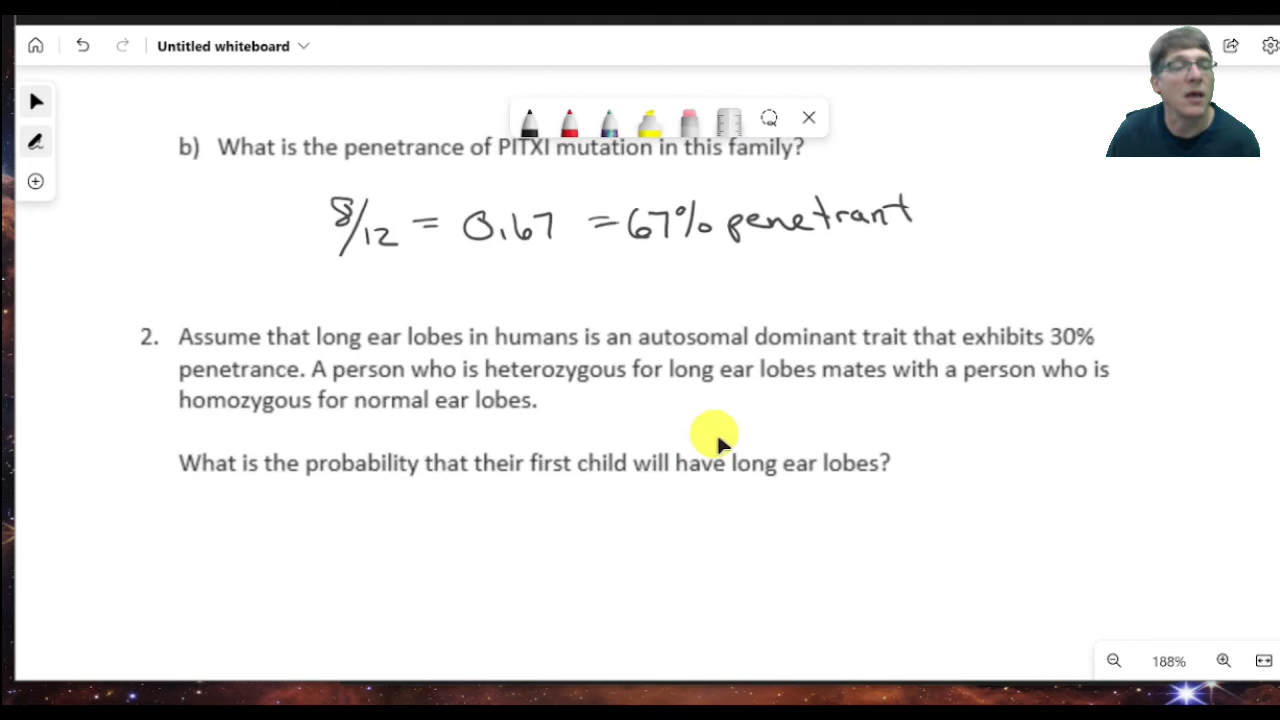 Untitled whiteboard
b) What is the penetrance of PITXI mutation in this family?
8/12 = 0.67 = 67% penetrant
2. Assume that long ear lobes in humans is an autosomal dominant trait that exhibits 30%
penetrance. A person who is heterozygous for long ear lobes mates with a person who is
homozygous for normal ear lobes.
What is the probability that their first child will have long ear lobes?
188%